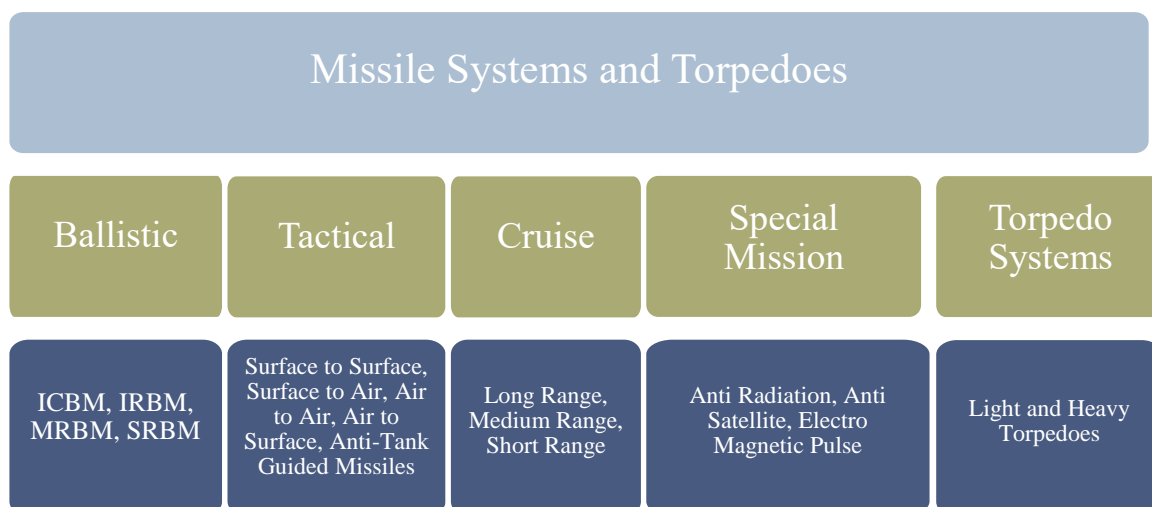 Missile Systems and Torpedoes
Ballistic
Tactical
Cruise
Special
Mission
Torpedo
Systems
ICBM, IRBM,
MRBM, SRBM
Surface to Surface,
Surface to Air, Air
to Air, Air to
Surface, Anti-Tank
Guided Missiles
Long Range,
Medium Range,
Short Range
Anti Radiation, Anti
Satellite, Electro
Magnetic Pulse
Light and Heavy
Torpedoes